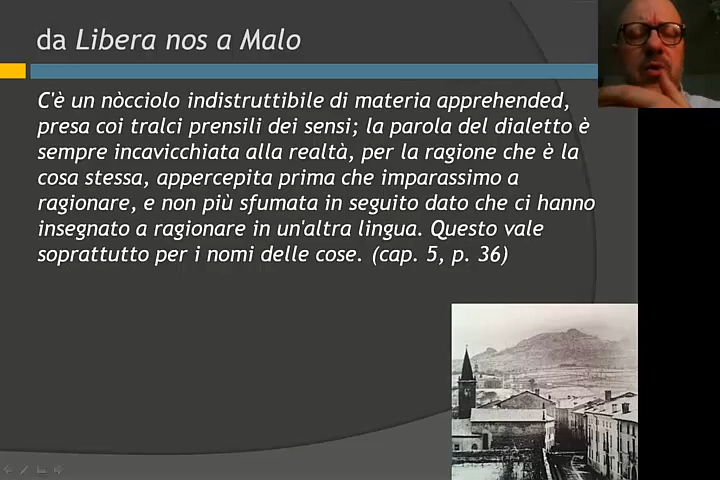 da Libera nos a Malo
C'è un nòcciolo indistruttibile di materia apprehended,
presa coi tralci prensili dei sensi; la parola del dialetto è
sempre incavicchiata alla realtà, per la ragione che è la
cosa stessa, appercepita prima che imparassimo a
ragionare, e non più sfumata in seguito dato che ci hanno
insegnato a ragionare in un'altra lingua. Questo vale
soprattutto per i nomi delle cose. (cap. 5, p. 36)